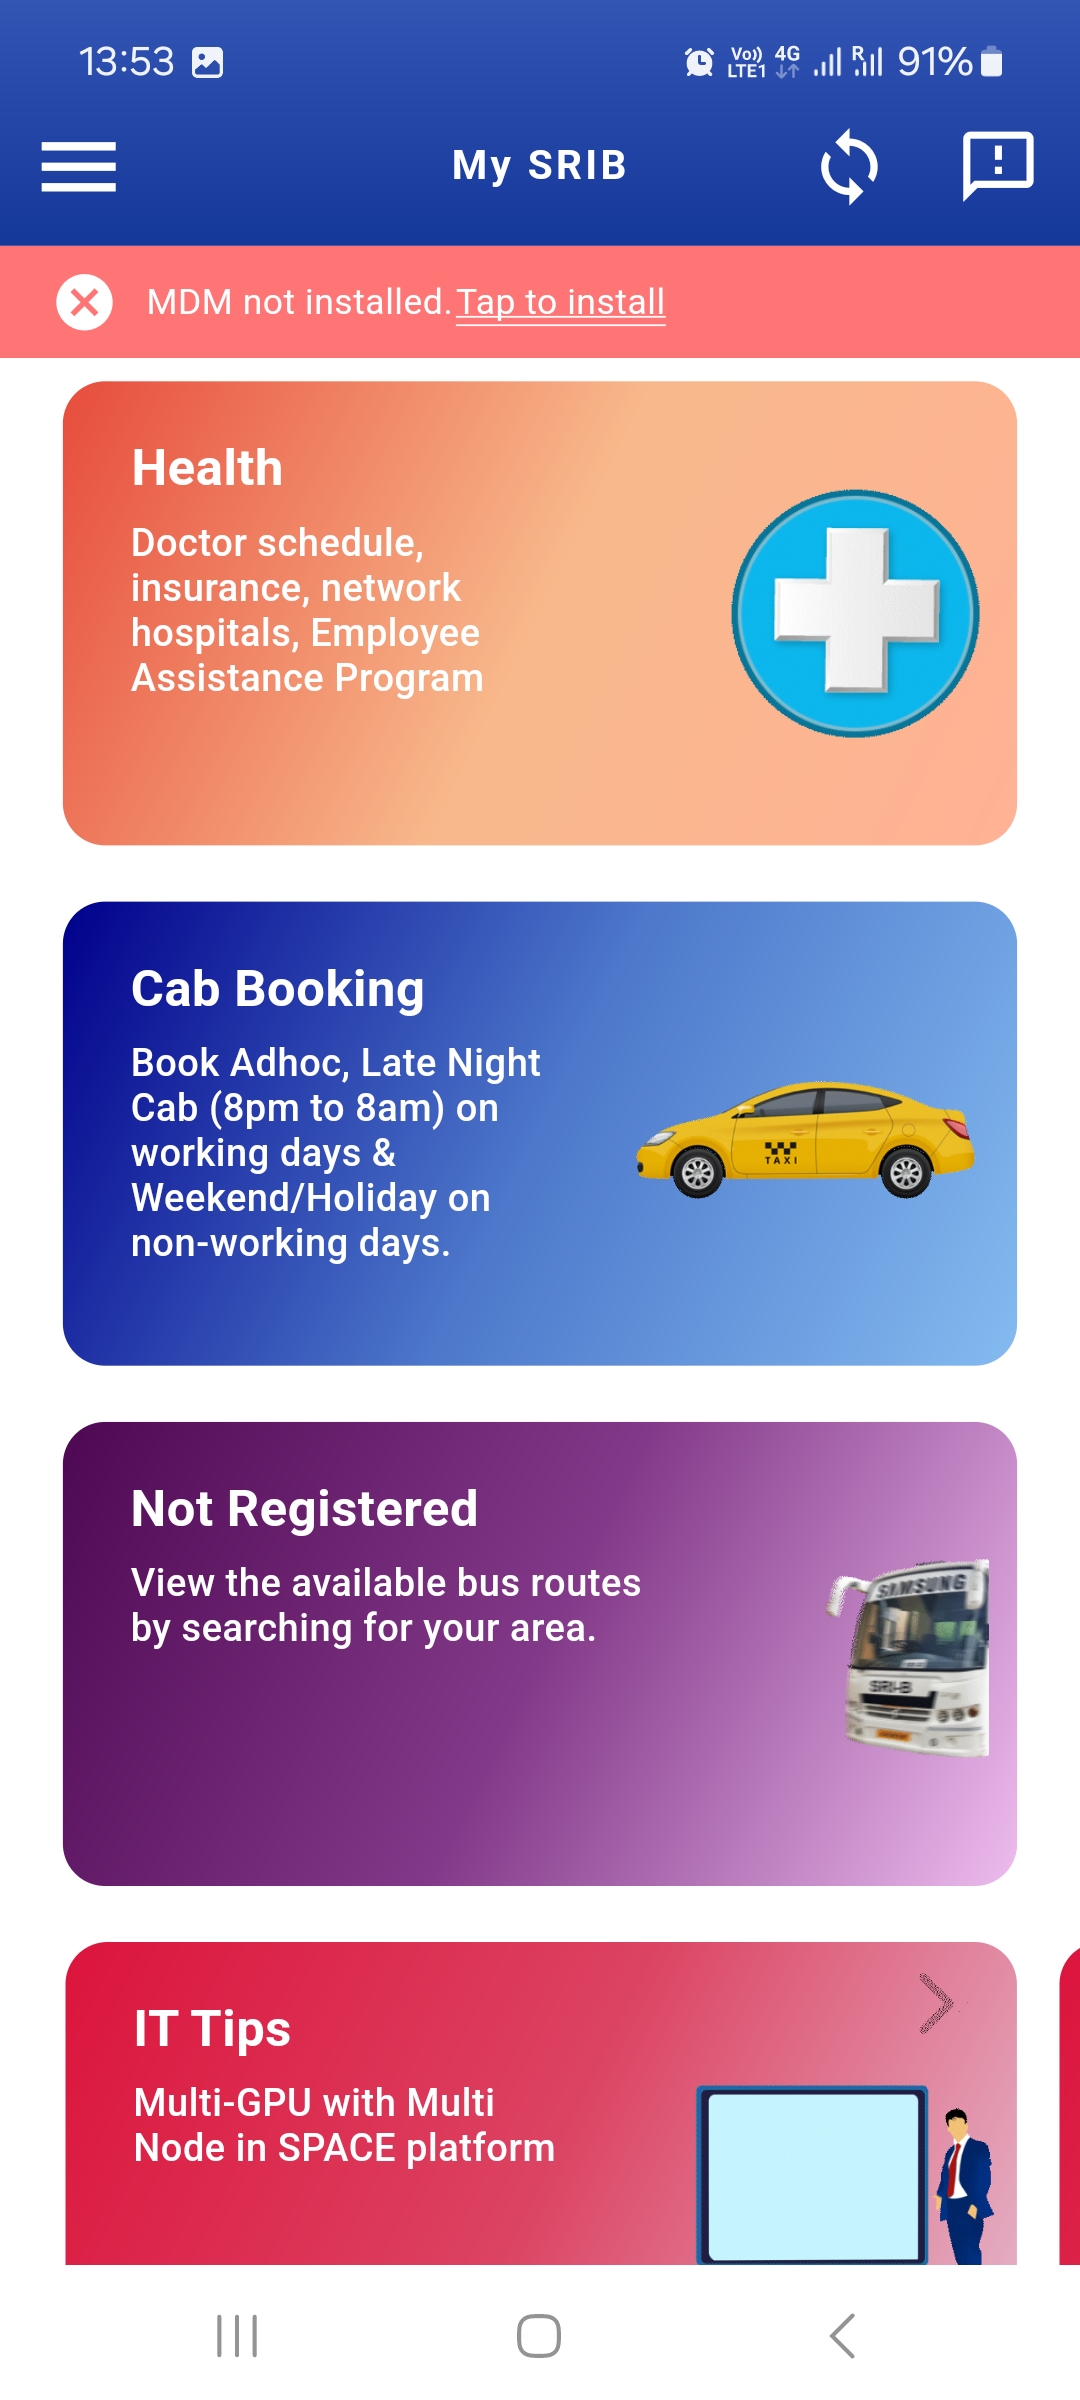 13:53
Vo)) LTE1 4G R 91%
My SRIB
MDM not installed. Tap to install
Health
Doctor schedule,
insurance, network
hospitals, Employee
Assistance Program
Cab Booking
Book Adhoc, Late Night
Cab (8pm to 8am) on
working days &
Weekend/Holiday on
non-working days.
TAXI
Not Registered
View the available bus routes
by searching for your area.
SAMSUNG
SRI-B
IT Tips
Multi-GPU with Multi
Node in SPACE platform